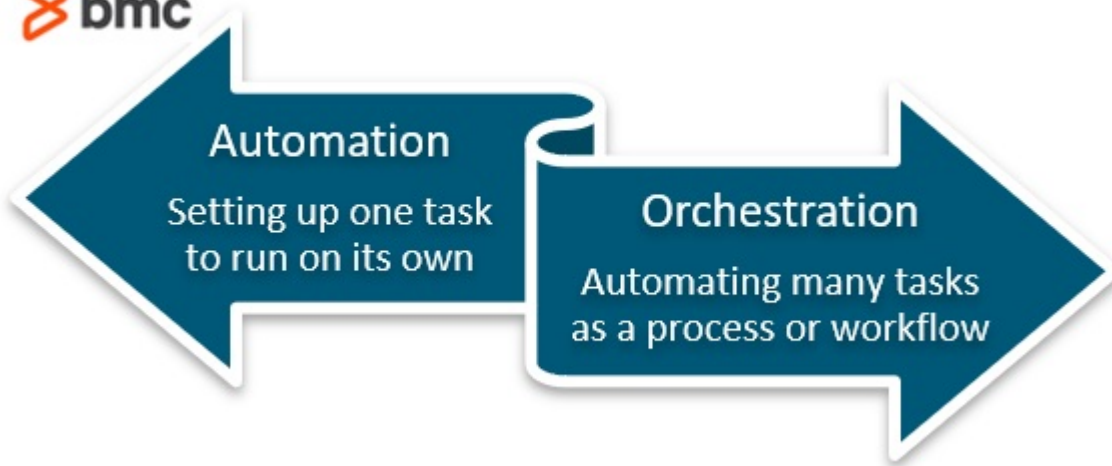 bmc
Automation
Setting up one task
to run on its own
Orchestration
Automating many tasks
as a process or workflow